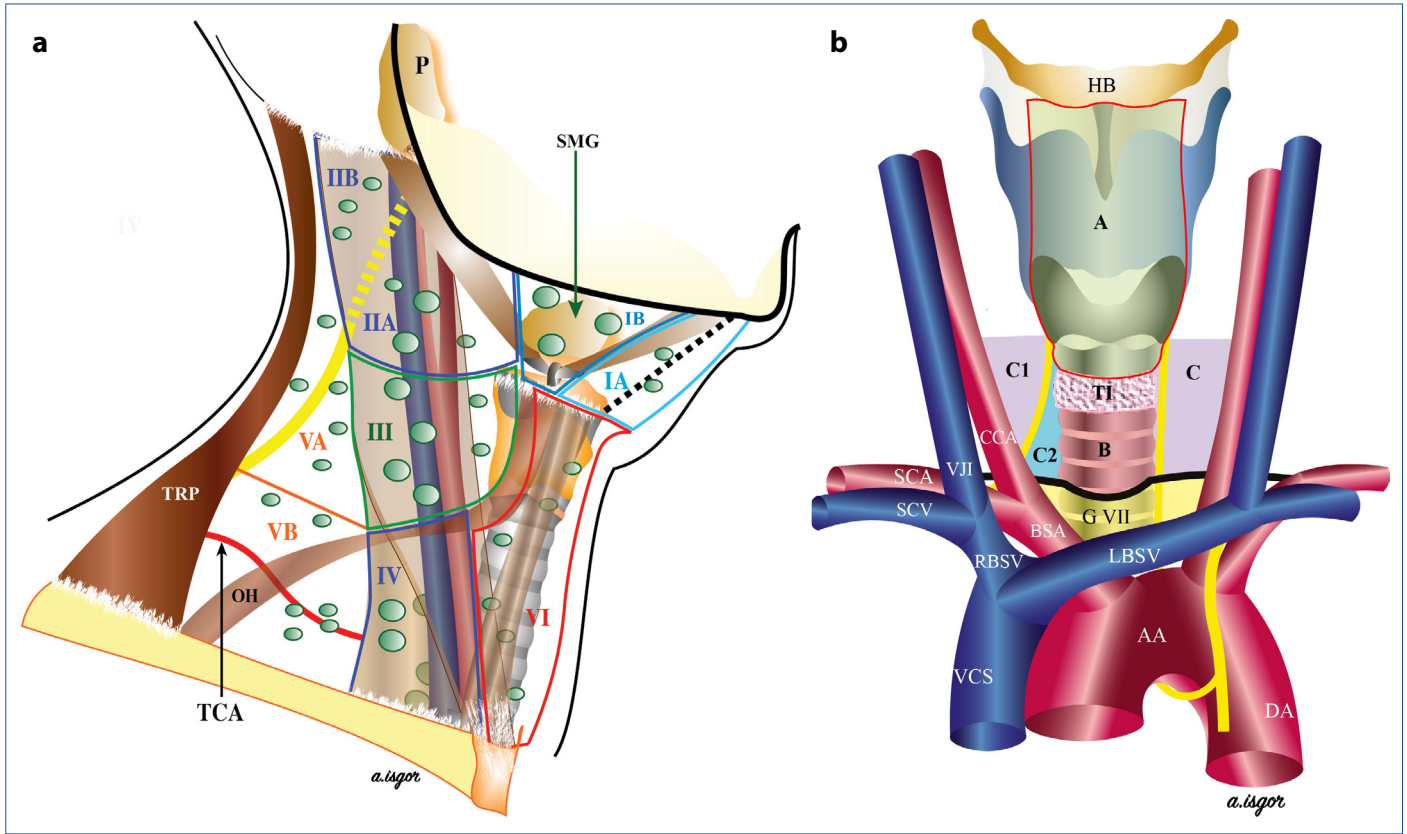 a
P
SMG
IIB
IV
IIA
IB
IA
III
VA
TRP
VB
IV
OH
VI
TCA
a.isgor
b
HB
A
C1
C
TI
CCA
C2
B
VJI
SCA
SCV
G VII
BSA
LBSV
RBSV
AA
VCS
DA
a.isgor